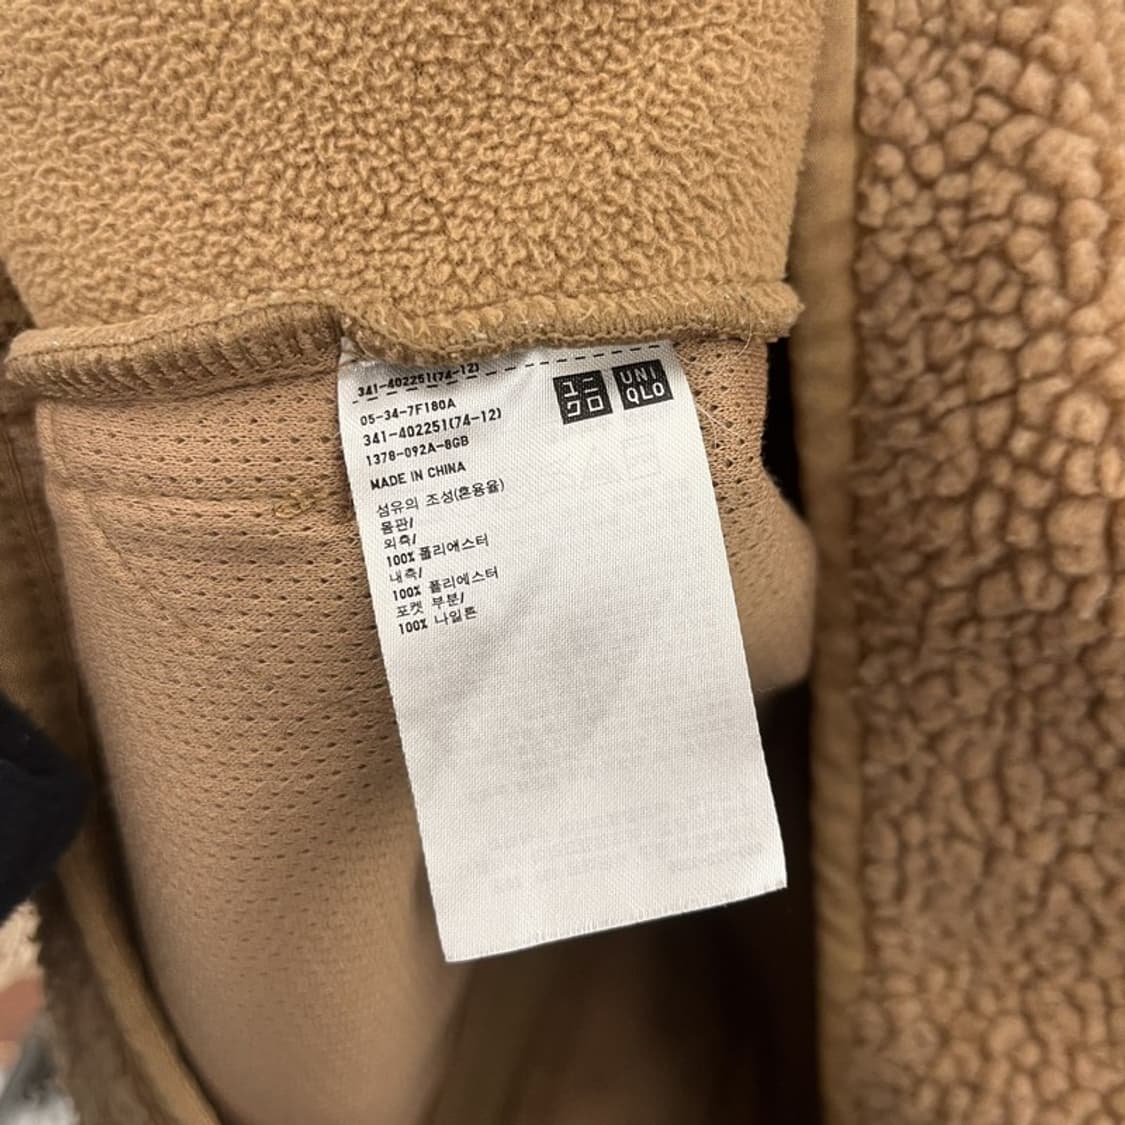 341-402251(74-12)
05-34-7F180A
341-402251(74-12)
1378-092A-8GB
MADE IN CHINA
섬유의 조성(혼용율)
몸판/
외측/
100% 폴리에스터
내측/
100% 폴리에스터
포켓 부분/
100% 나일론
ユニ
クロ
UNI
QLO